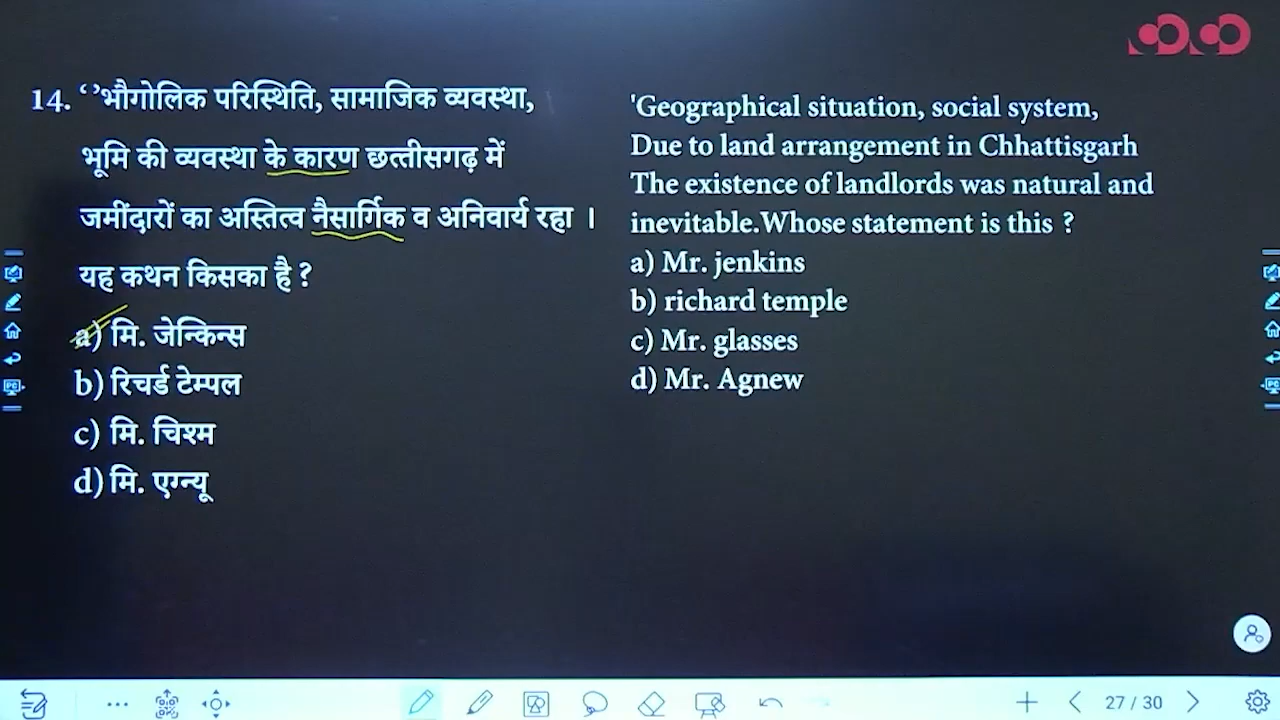 14. ‘’भौगोलिक परिस्थिति, सामाजिक व्यवस्था,
भूमि की व्यवस्था के कारण छत्तीसगढ़ में
जमींदारों का अस्तित्व नैसार्गिक व अनिवार्य रहा ।
यह कथन किसका है ?
a) मि. जेन्किन्स
b) रिचर्ड टेम्पल
c) मि. चिश्म
d) मि. एग्न्यू
'Geographical situation, social system,
Due to land arrangement in Chhattisgarh
The existence of landlords was natural and
inevitable.Whose statement is this ?
a) Mr. jenkins
b) richard temple
c) Mr. glasses
d) Mr. Agnew
PC
PC
27 / 30